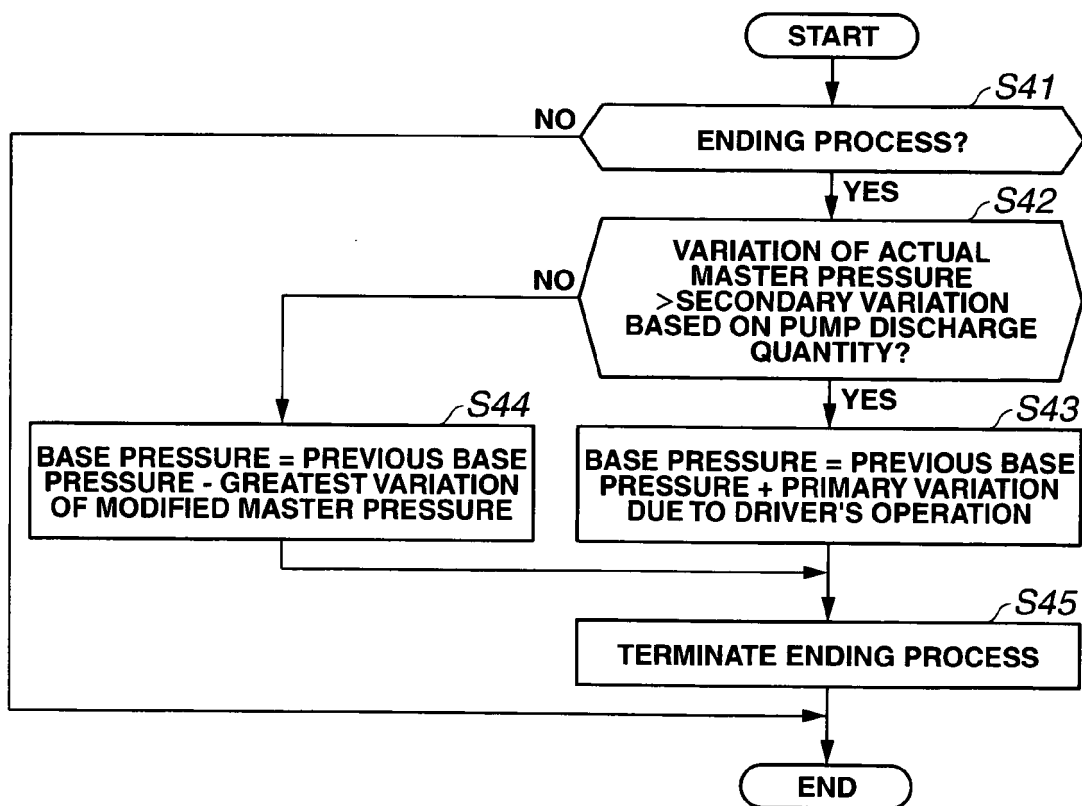 START
S41
NO
ENDING PROCESS?
YES
S42
NO
VARIATION OF ACTUAL
MASTER PRESSURE
>SECONDARY VARIATION
BASED ON PUMP DISCHARGE
QUANTITY?
YES
S44
BASE PRESSURE = PREVIOUS BASE
PRESSURE - GREATEST VARIATION
OF MODIFIED MASTER PRESSURE
S43
BASE PRESSURE = PREVIOUS BASE
PRESSURE + PRIMARY VARIATION
DUE TO DRIVER'S OPERATION
S45
TERMINATE ENDING PROCESS
END